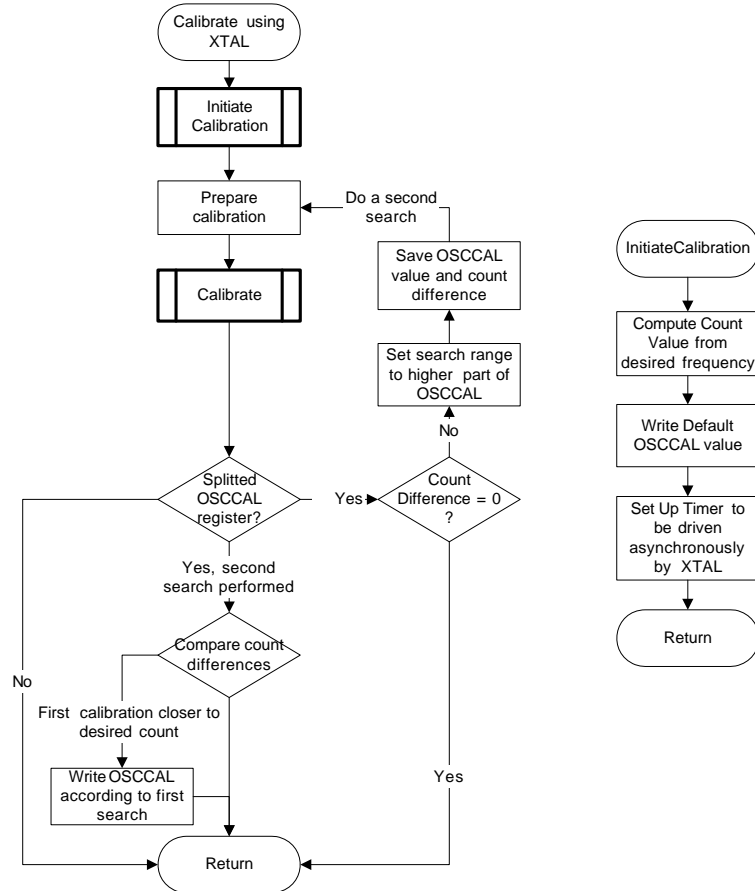 Calibrate using
XTAL
Initiate
Calibration
Prepare
calibration
Do a second
search
Calibrate
Save OSCCAL
value and count
difference
Set search range
to higher part of
OSCCAL
No
Splitted
OSCCAL
register?
Yes
Count
Difference = 0
?
Yes, second
search performed
Compare count
differences
No
First calibration closer to
desired count
Write OSCCAL
according to first
search
Yes
Return
InitiateCalibration
Compute Count
Value from
desired frequency
Write Default
OSCCAL value
Set Up Timer to
be driven
asynchronously
by XTAL
Return